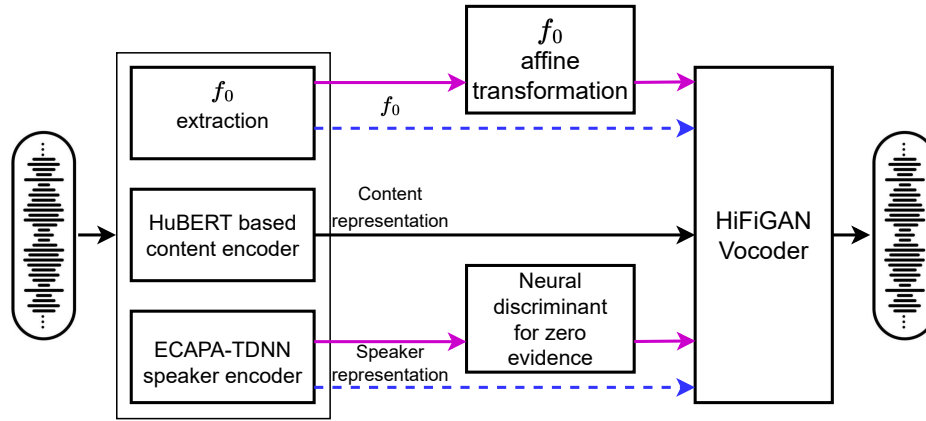 f₀
extraction
f₀
f₀
affine
transformation
HuBERT based
content encoder
Content
representation
ECAPA-TDNN
speaker encoder
Speaker
representation
Neural
discriminant
for zero
evidence
HiFiGAN
Vocoder